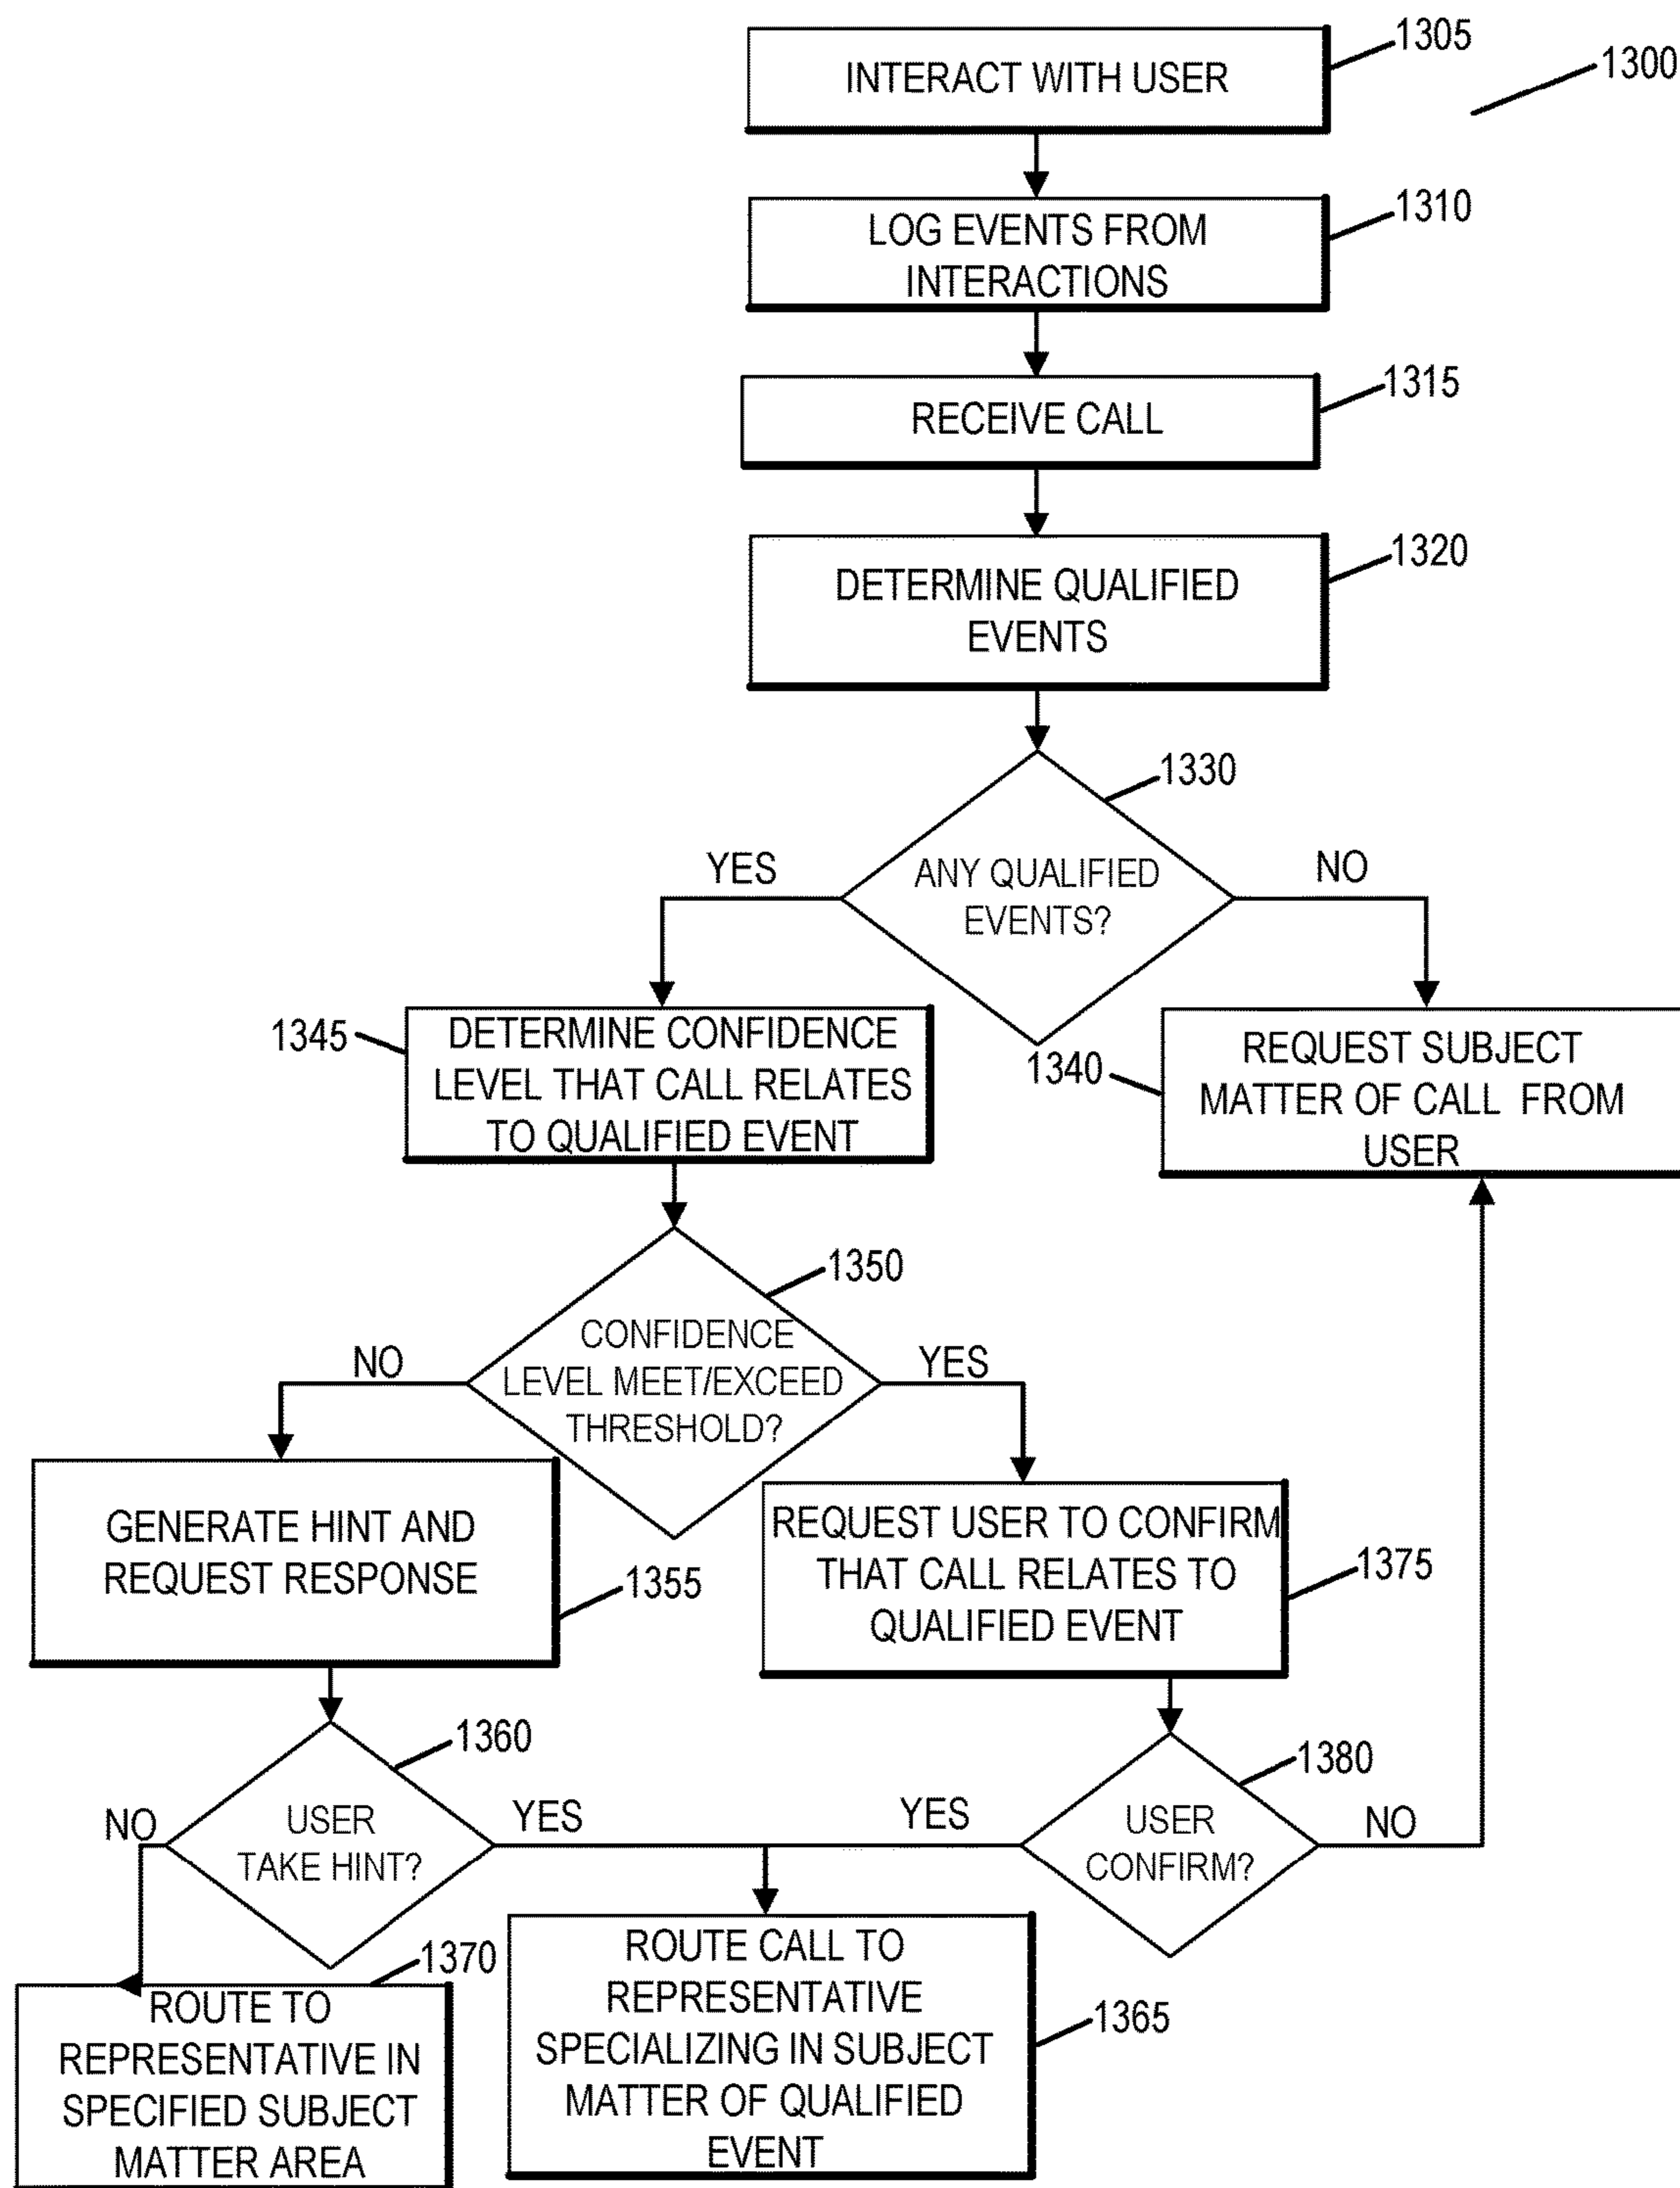 1305
1300
INTERACT WITH USER
1310
LOG EVENTS FROM
INTERACTIONS
1315
RECEIVE CALL
1320
DETERMINE QUALIFIED
EVENTS
1330
YES
NO
ANY QUALIFIED
EVENTS?
1345
DETERMINE CONFIDENCE
LEVEL THAT CALL RELATES
TO QUALIFIED EVENT
1340
REQUEST SUBJECT
MATTER OF CALL FROM
USER
1350
CONFIDENCE
LEVEL MEET/EXCEED
THRESHOLD?
NO
YES
GENERATE HINT AND
REQUEST RESPONSE
1355
REQUEST USER TO CONFIRM
THAT CALL RELATES TO
QUALIFIED EVENT
1375
1360
USER
TAKE HINT?
NO
YES
1380
USER
CONFIRM?
YES
NO
1370
ROUTE TO
REPRESENTATIVE IN
SPECIFIED SUBJECT
MATTER AREA
ROUTE CALL TO
REPRESENTATIVE
SPECIALIZING IN SUBJECT
MATTER OF QUALIFIED
EVENT
1365